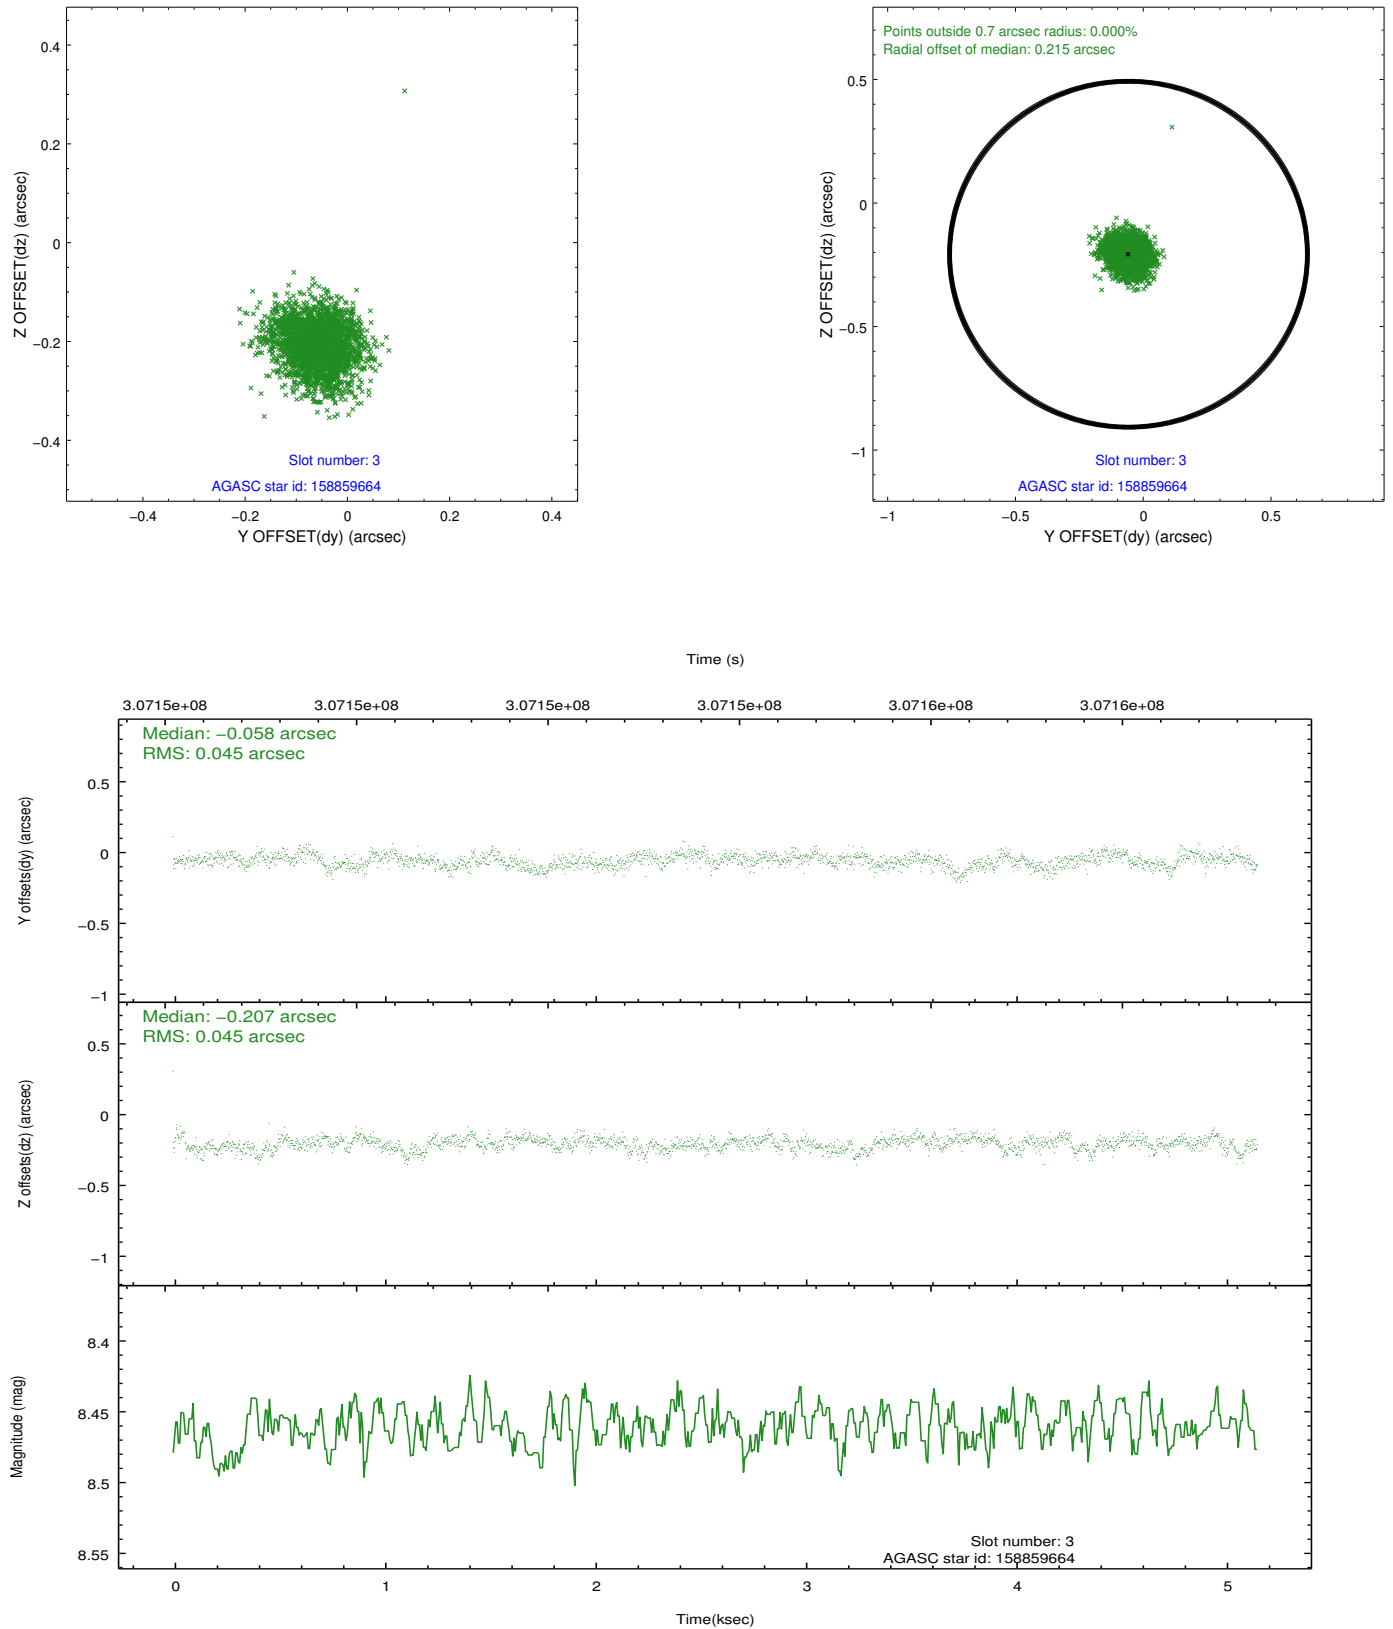 0.4
0.2
0
−0.2
−0.4
Z OFFSET(dz) (arcsec)
Slot number: 3
AGASC star id: 158859664
−0.4 −0.2 0 0.2 0.4
Y OFFSET(dy) (arcsec)
Points outside 0.7 arcsec radius: 0.000%
Radial offset of median: 0.215 arcsec
0.5
0
−0.5
−1
Z OFFSET(dz) (arcsec)
Slot number: 3
AGASC star id: 158859664
−1 −0.5 0 0.5
Y OFFSET(dy) (arcsec)
Time (s)
3.0715e+08 3.0715e+08 3.0715e+08 3.0715e+08 3.0716e+08 3.0716e+08
Median: −0.058 arcsec
RMS: 0.045 arcsec
0.5
0
−0.5
−1
Y offsets(dy) (arcsec)
Median: −0.207 arcsec
RMS: 0.045 arcsec
0.5
0
−0.5
−1
Z offsets(dz) (arcsec)
8.4
8.45
8.5
8.55
Magnitude (mag)
Slot number: 3
AGASC star id: 158859664
0 1 2 3 4 5
Time(ksec)